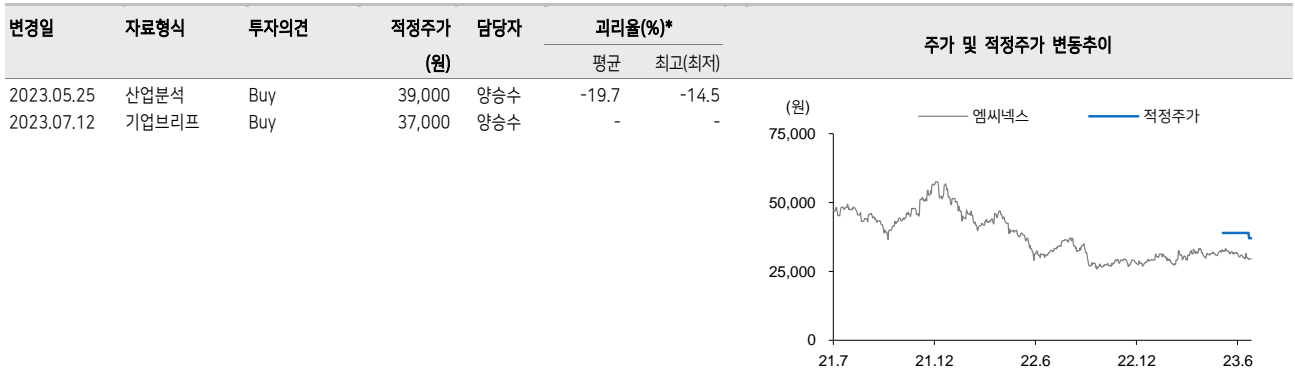 변경일 자료형식 투자의견 적정주가 담당자 괴리율(%)* 주가 및 적정주가 변동추이
(원) 평균 최고(최저)
2023.05.25 산업분석 Buy 39,000 양승수 -19.7 -14.5
2023.07.12 기업브리프 Buy 37,000 양승수 - -
(원) 엠씨넥스 적정주가
75,000
50,000
25,000
0
21.7 21.12 22.6 22.12 23.6